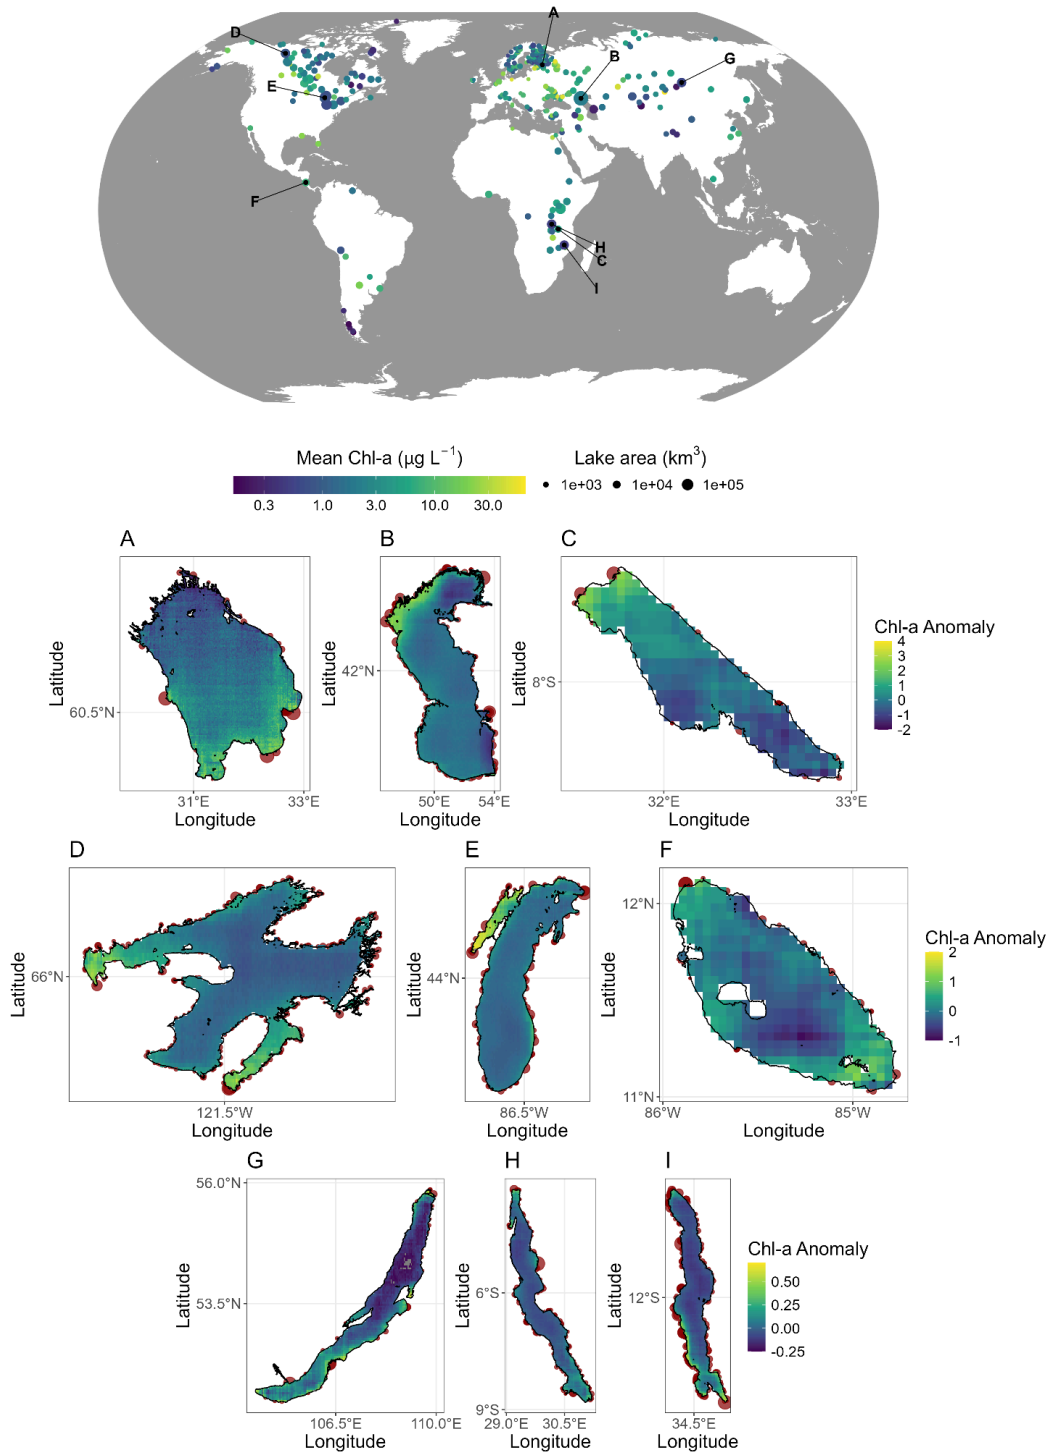 A
D
B
G
E
F
H
C
I
Mean Chl-a (µg L⁻¹)
0.3 1.0 3.0 10.0 30.0
Lake area (km³)
1e+03 1e+04 1e+05
A
Latitude
60.5°N
31°E 33°E
Longitude
B
Latitude
42°N
50°E 54°E
Longitude
C
Latitude
8°S
32°E 33°E
Longitude
Chl-a Anomaly
4
3
2
1
0
-1
-2
D
Latitude
66°N
121.5°W
Longitude
E
Latitude
44°N
86.5°W
Longitude
F
Latitude
12°N
11°N
86°W 85°W
Longitude
Chl-a Anomaly
2
1
0
-1
G
Latitude
56.0°N
53.5°N
106.5°E 110.0°E
Longitude
H
Latitude
6°S
9°S
29.0°E 30.5°E
Longitude
I
Latitude
12°S
34.5°E
Longitude
Chl-a Anomaly
0.50
0.25
0.00
-0.25